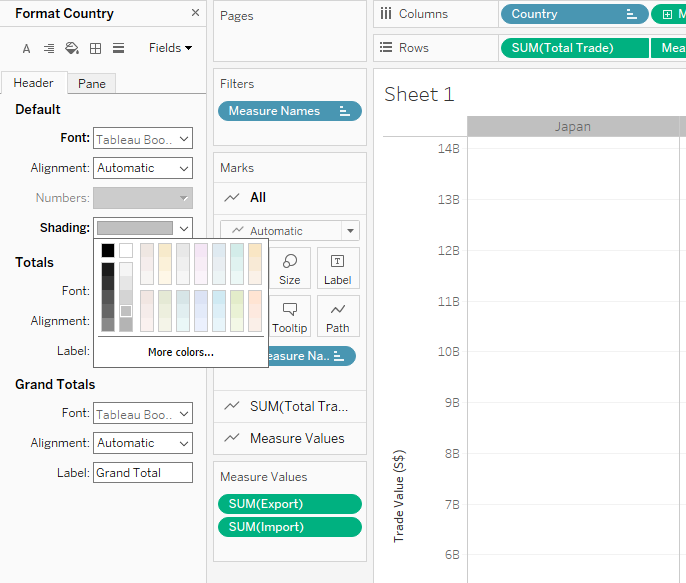 Format Country
Fields
Header
Pane
Default
Font: Tableau Boo..
Alignment: Automatic
Numbers:
Shading:
More colors...
Totals
Font:
Alignment:
Label:
Grand Totals
Font: Tableau Boo..
Alignment: Automatic
Label: Grand Total
Pages
Filters
Measure Names
Marks
All
Automatic
Size
Label
Tooltip
Path
easure Na..
SUM(Total Tra...
Measure Values
Measure Values
SUM(Export)
SUM(Import)
Columns
Country
M
Rows
SUM(Total Trade)
Mea
Sheet 1
Japan
14B
13B
12B
11B
10B
9B
8B
7B
6B
Trade Value (S$)